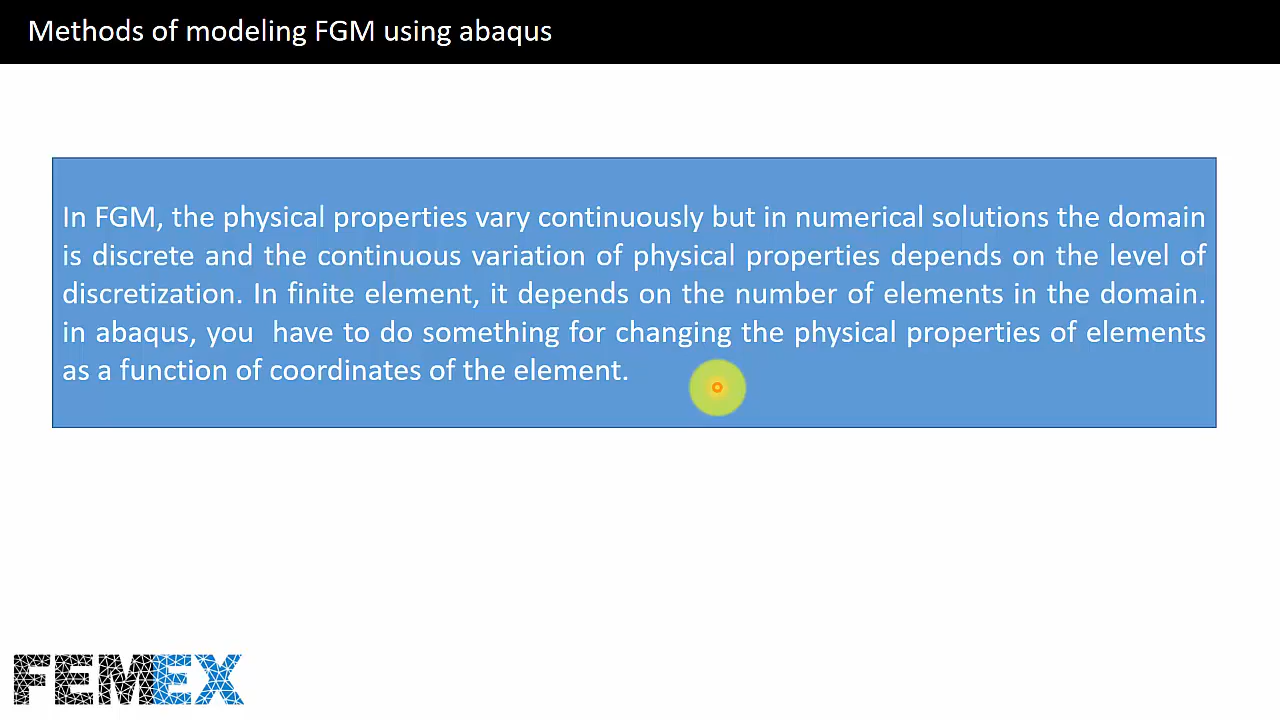 Methods of modeling FGM using abaqus
In FGM, the physical properties vary continuously but in numerical solutions the domain
is discrete and the continuous variation of physical properties depends on the level of
discretization. In finite element, it depends on the number of elements in the domain.
in abaqus, you have to do something for changing the physical properties of elements
as a function of coordinates of the element.
FEMEX